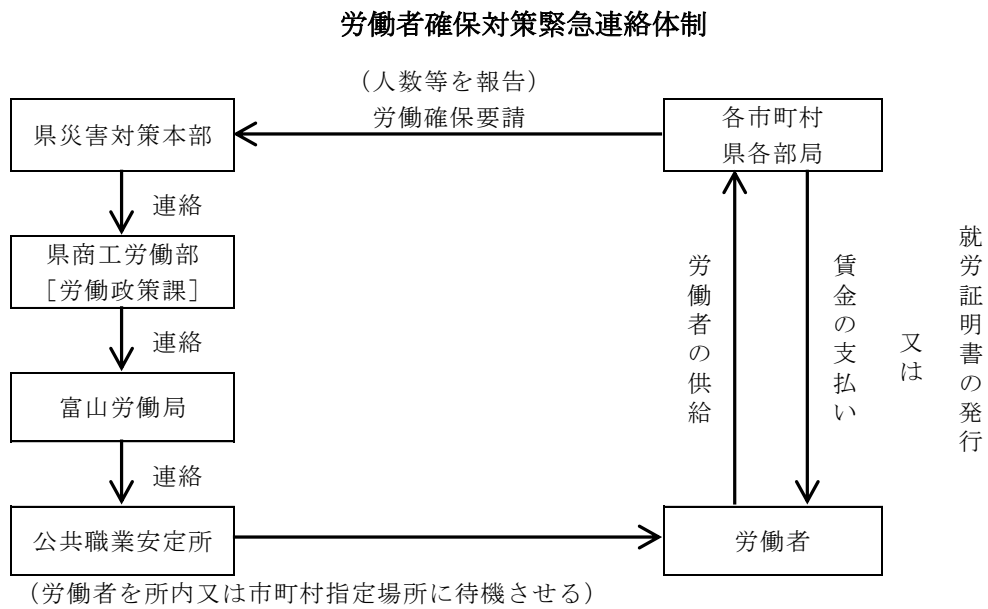 労働者確保対策緊急連絡体制
（人数等を報告）
労働確保要請
県災害対策本部
各市町村
県各部局
連絡
県商工労働部
［労働政策課］
連絡
富山労働局
連絡
公共職業安定所
労働者の供給
賃金の支払い
又は
就労証明書の発行
労働者
（労働者を所内又は市町村指定場所に待機させる）